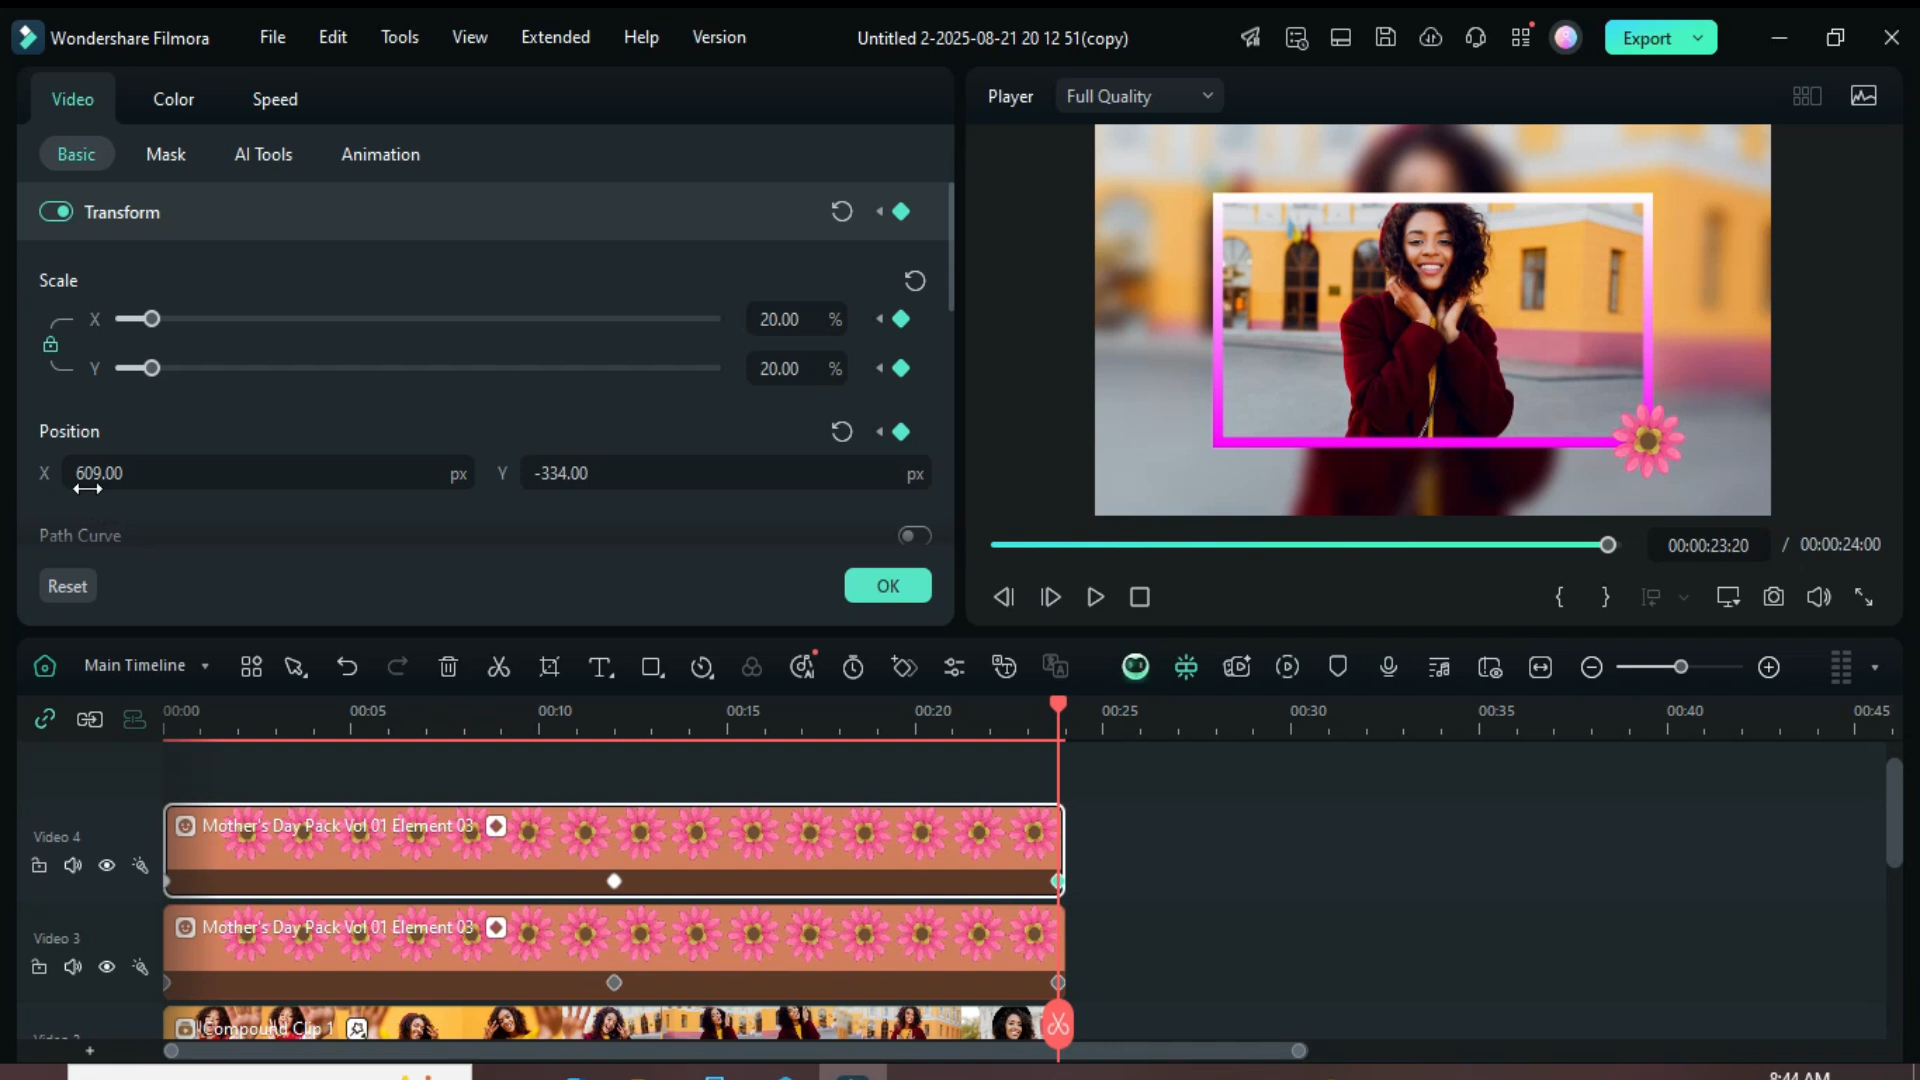 Wondershare Filmora File Edit Tools View Extended Help Version Untitled 2-2025-08-21 20 12 51(copy) Export
Video Color Speed
Player Full Quality
Basic Mask AI Tools Animation
Transform
Scale
X 20.00 %
Y 20.00 %
Position
X 609.00 px Y -334.00 px
Path Curve
00:00:23:20 / 00:00:24:00
Reset OK
Main Timeline
00:00 00:05 00:10 00:15 00:20 00:25 00:30 00:35 00:40 00:45
Video 4
Mother's Day Pack Vol 01 Element 03
Video 3
Mother's Day Pack Vol 01 Element 03
Compound Clip 1
8:44 AM